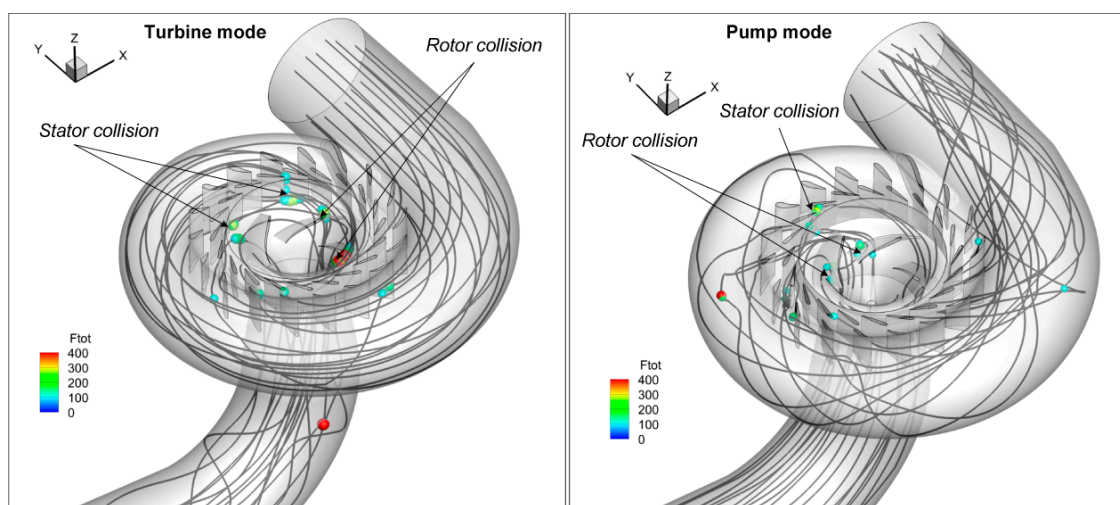 Turbine mode
Z
Y
X
Rotor collision
Stator collision
Ftot
400
300
200
100
0
Pump mode
Z
Y
X
Stator collision
Rotor collision
Ftot
400
300
200
100
0